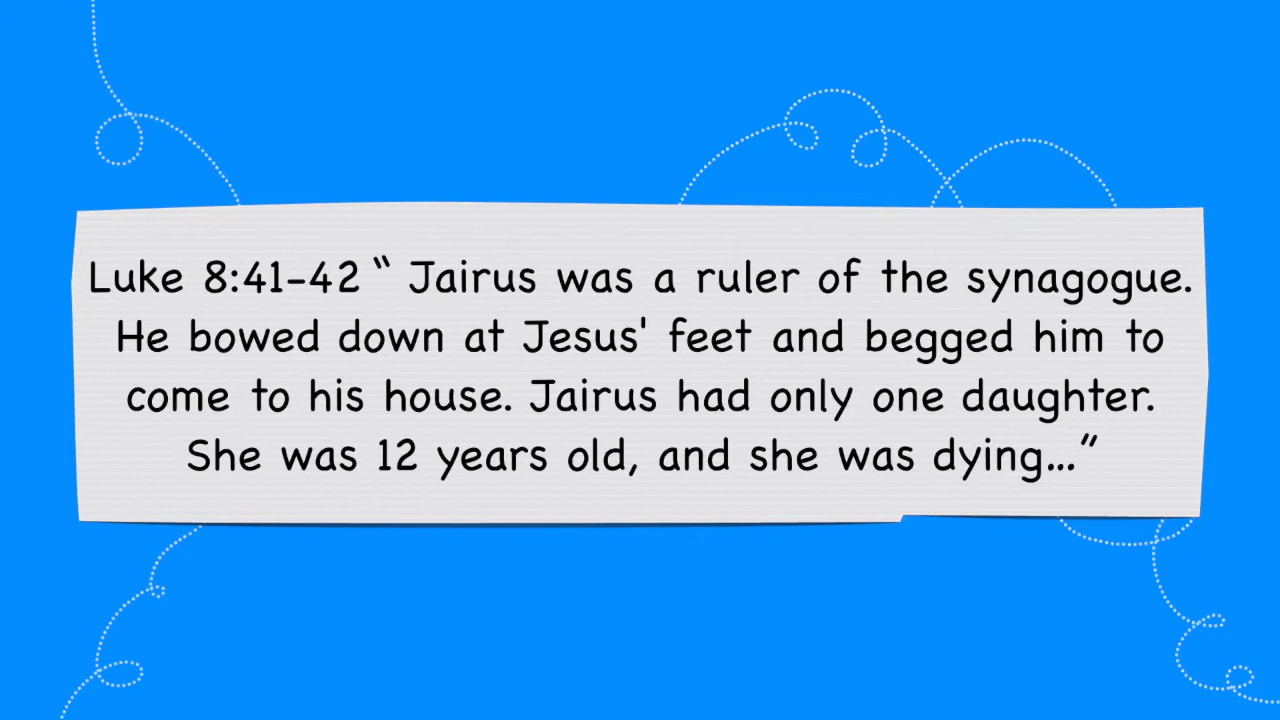 Luke 8:41-42 “ Jairus was a ruler of the synagogue.
He bowed down at Jesus' feet and begged him to
come to his house. Jairus had only one daughter.
She was 12 years old, and she was dying...”